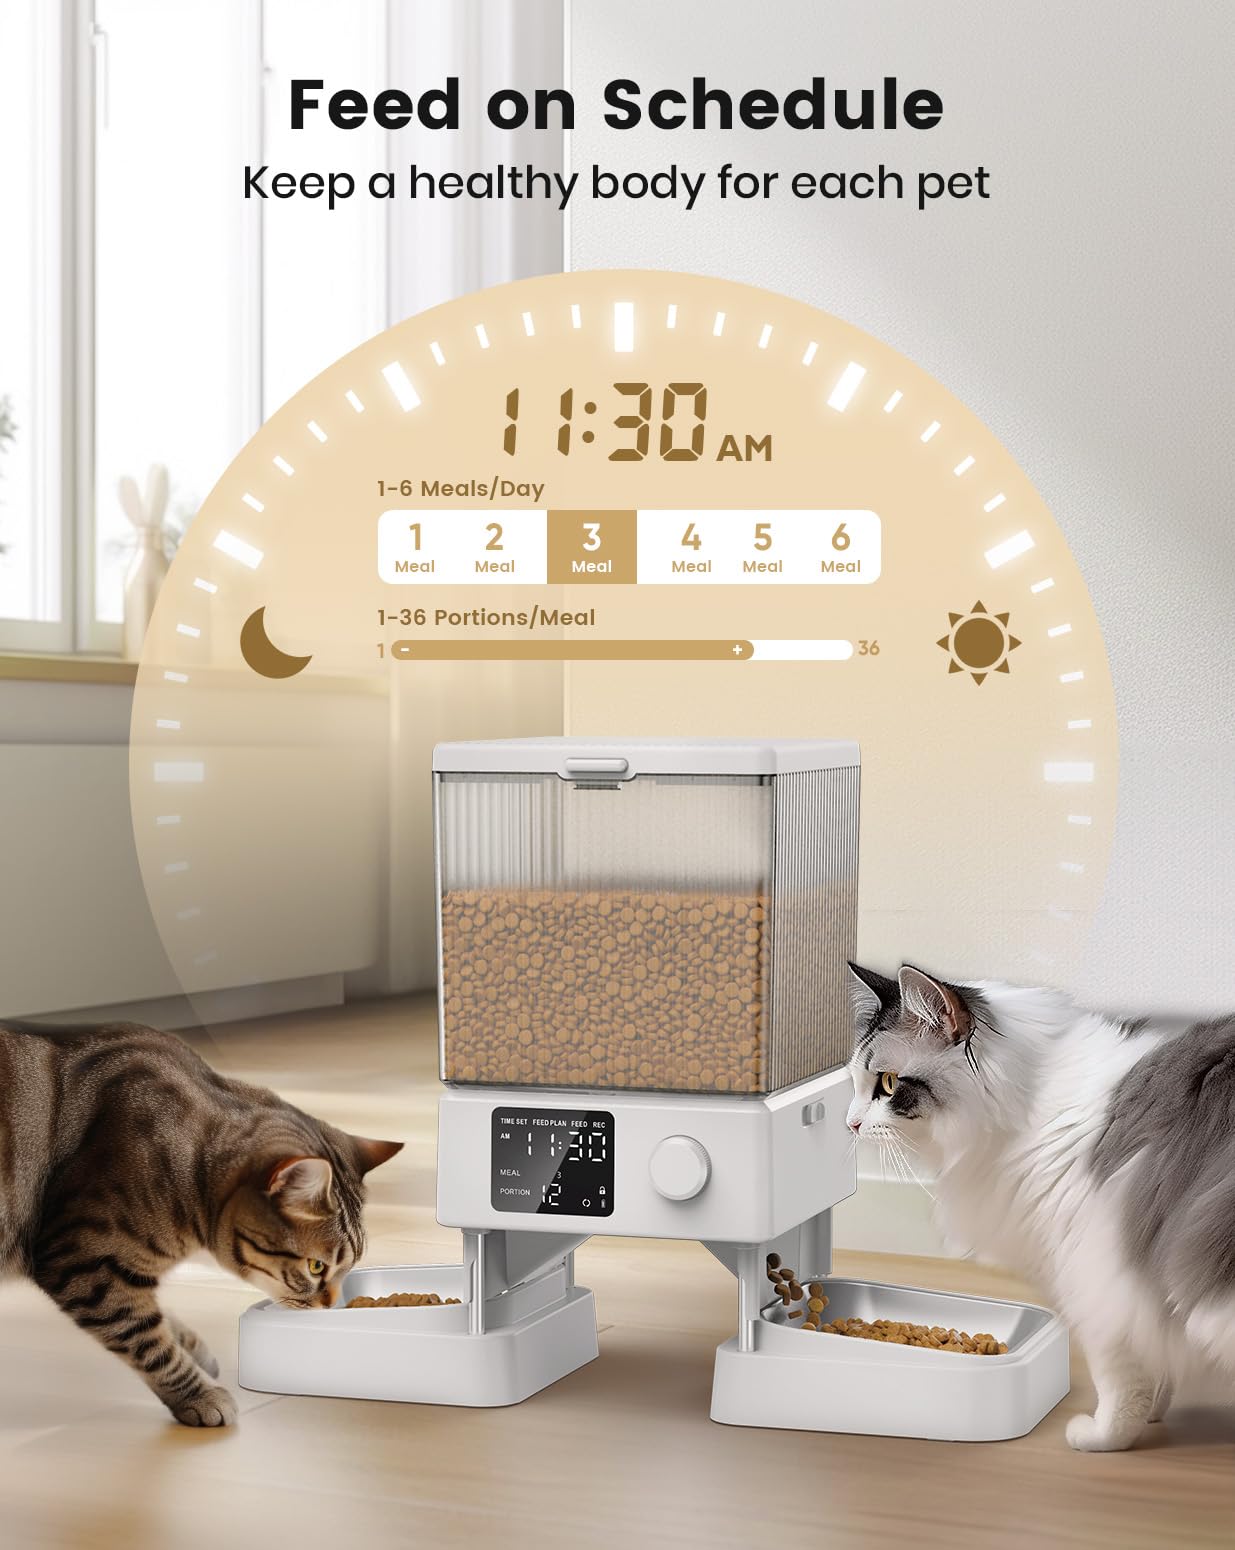 Feed on Schedule
Keep a healthy body for each pet
11:30 AM
1-6 Meals/Day
1 2 3 4 5 6
Meal Meal Meal Meal Meal Meal
1-36 Portions/Meal
1 - + 36
TIME SET FEED PLAN FEED REC
AM 11:30
MEAL 3
PORTION 12